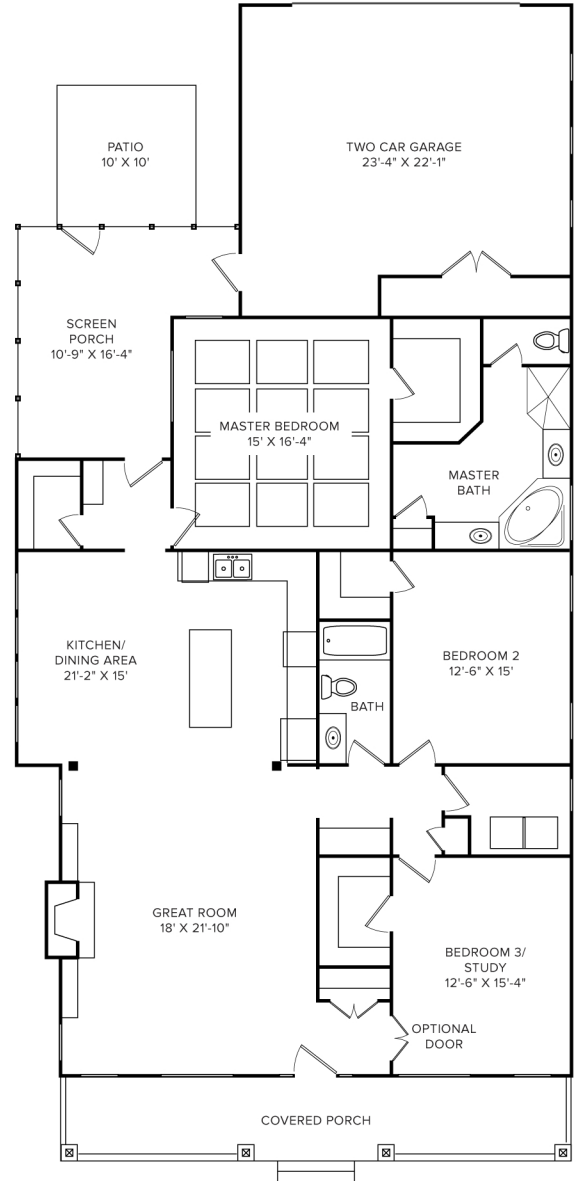 PATIO
10' X 10'
TWO CAR GARAGE
23'-4" X 22'-1"
SCREEN
PORCH
10'-9" X 16'-4"
MASTER BEDROOM
15' X 16'-4"
MASTER
BATH
KITCHEN/
DINING AREA
21'-2" X 15'
BEDROOM 2
12'-6" X 15'
BATH
GREAT ROOM
18' X 21'-10"
BEDROOM 3/
STUDY
12'-6" X 15'-4"
OPTIONAL
DOOR
COVERED PORCH